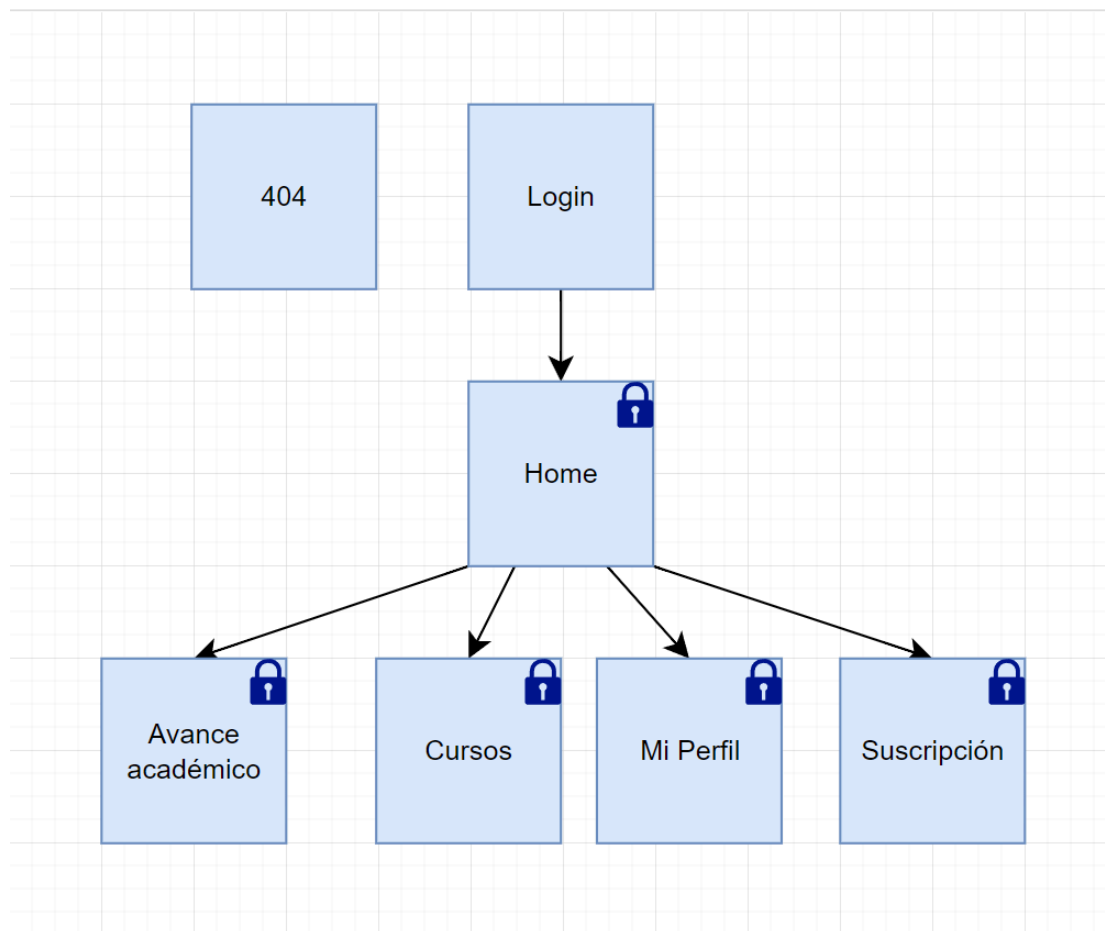 404
Login
Home
Avance
académico
Cursos
Mi Perfil
Suscripción